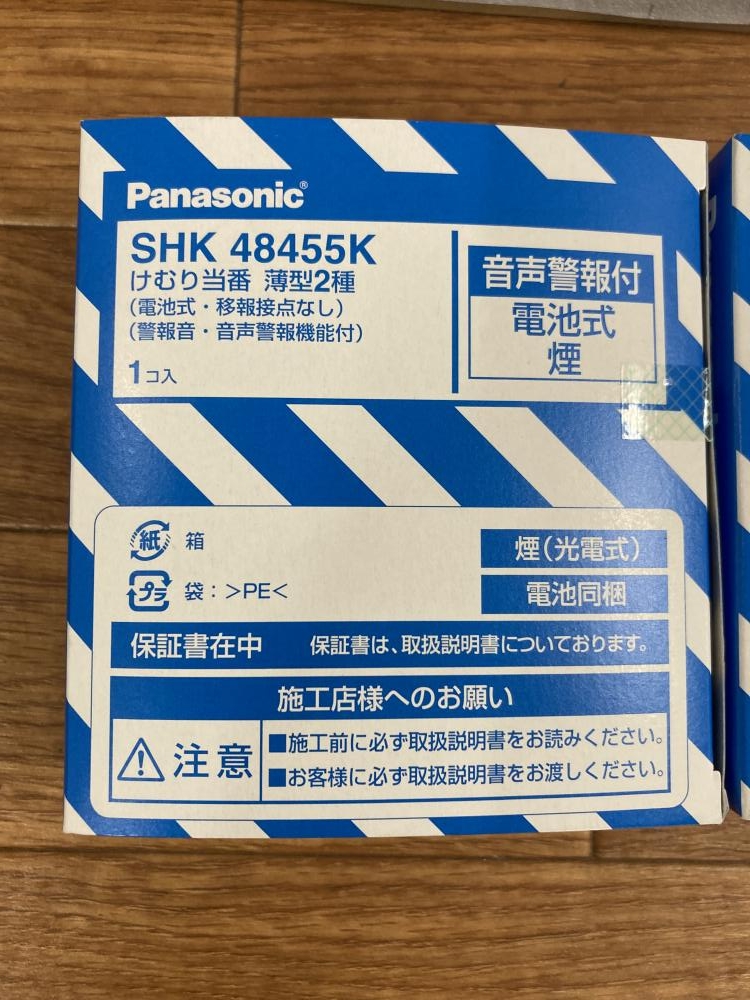 Panasonic®
SHK 48455K
けむり当番 薄型2種
(電池式・移報接点なし)
(警報音・音声警報機能付)
1コ入
音声警報付
電池式
煙
紙 箱
プラ 袋:>PE<
煙(光電式)
電池同梱
保証書在中 保証書は、取扱説明書についております。
施工店様へのお願い
注意
■施工前に必ず取扱説明書をお読みください。
■お客様に必ず取扱説明書をお渡しください。